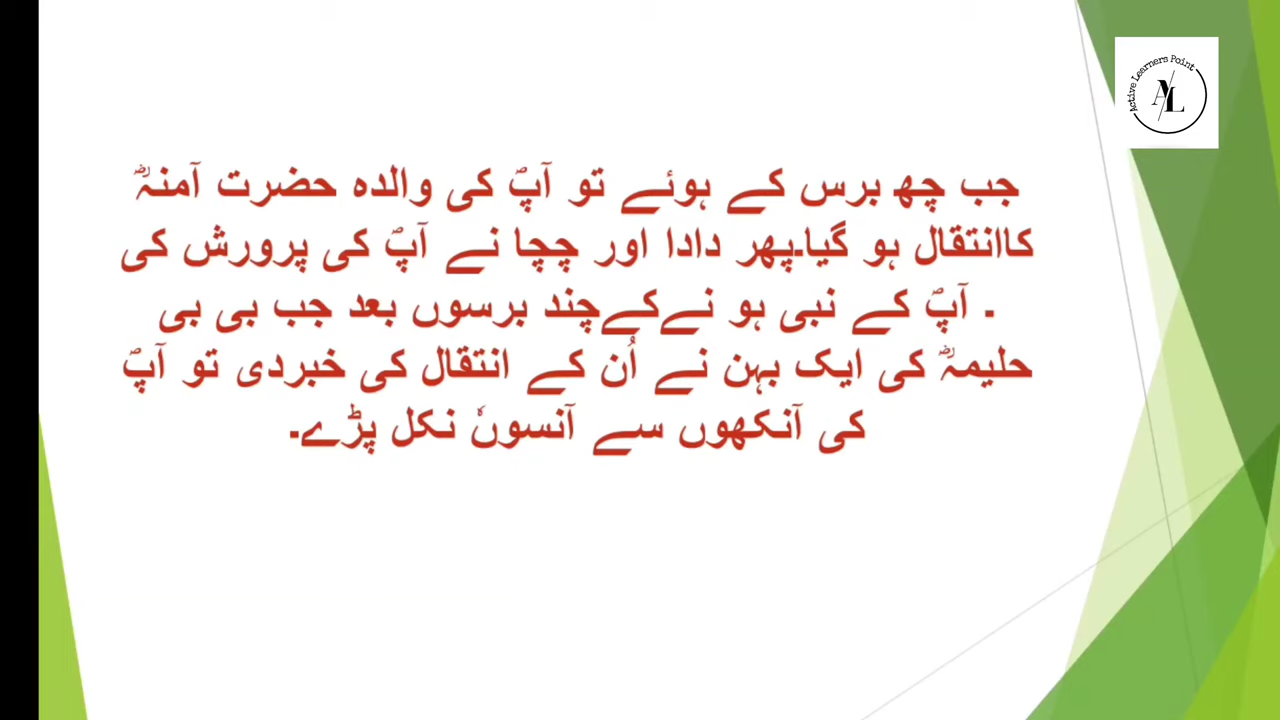 Active Learners Point
AL
جب چھ برس کے ہوئے تو آپؐ کی والدہ حضرت آمنہؓ
کاانتقال ہو گیا۔پھر دادا اور چچا نے آپؐ کی پرورش کی
۔ آپؐ کے نبی ہو نےکےچند برسوں بعد جب بی بی
حلیمہؓ کی ایک بہن نے اُن کے انتقال کی خبردی تو آپؐ
کی آنکھوں سے آنسوںٗ نکل پڑے۔